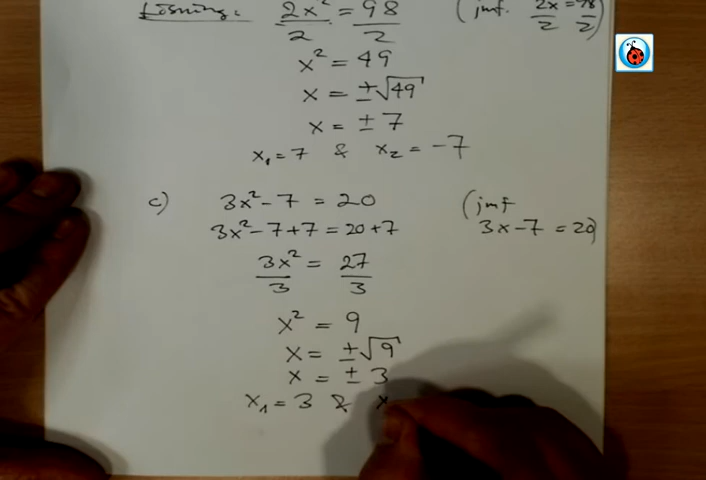 Lösning: 2x² = 98 (jmf. 2x = 98
2 2 2 2)
x² = 49
x = ±√49
x = ± 7
x₁ = 7 & x₂ = -7
c) 3x² - 7 = 20 (jmf
3x² - 7 + 7 = 20 + 7 3x - 7 = 20)
3x² = 27
3 3
x² = 9
x = ±√9
x = ± 3
x₁ = 3 & x